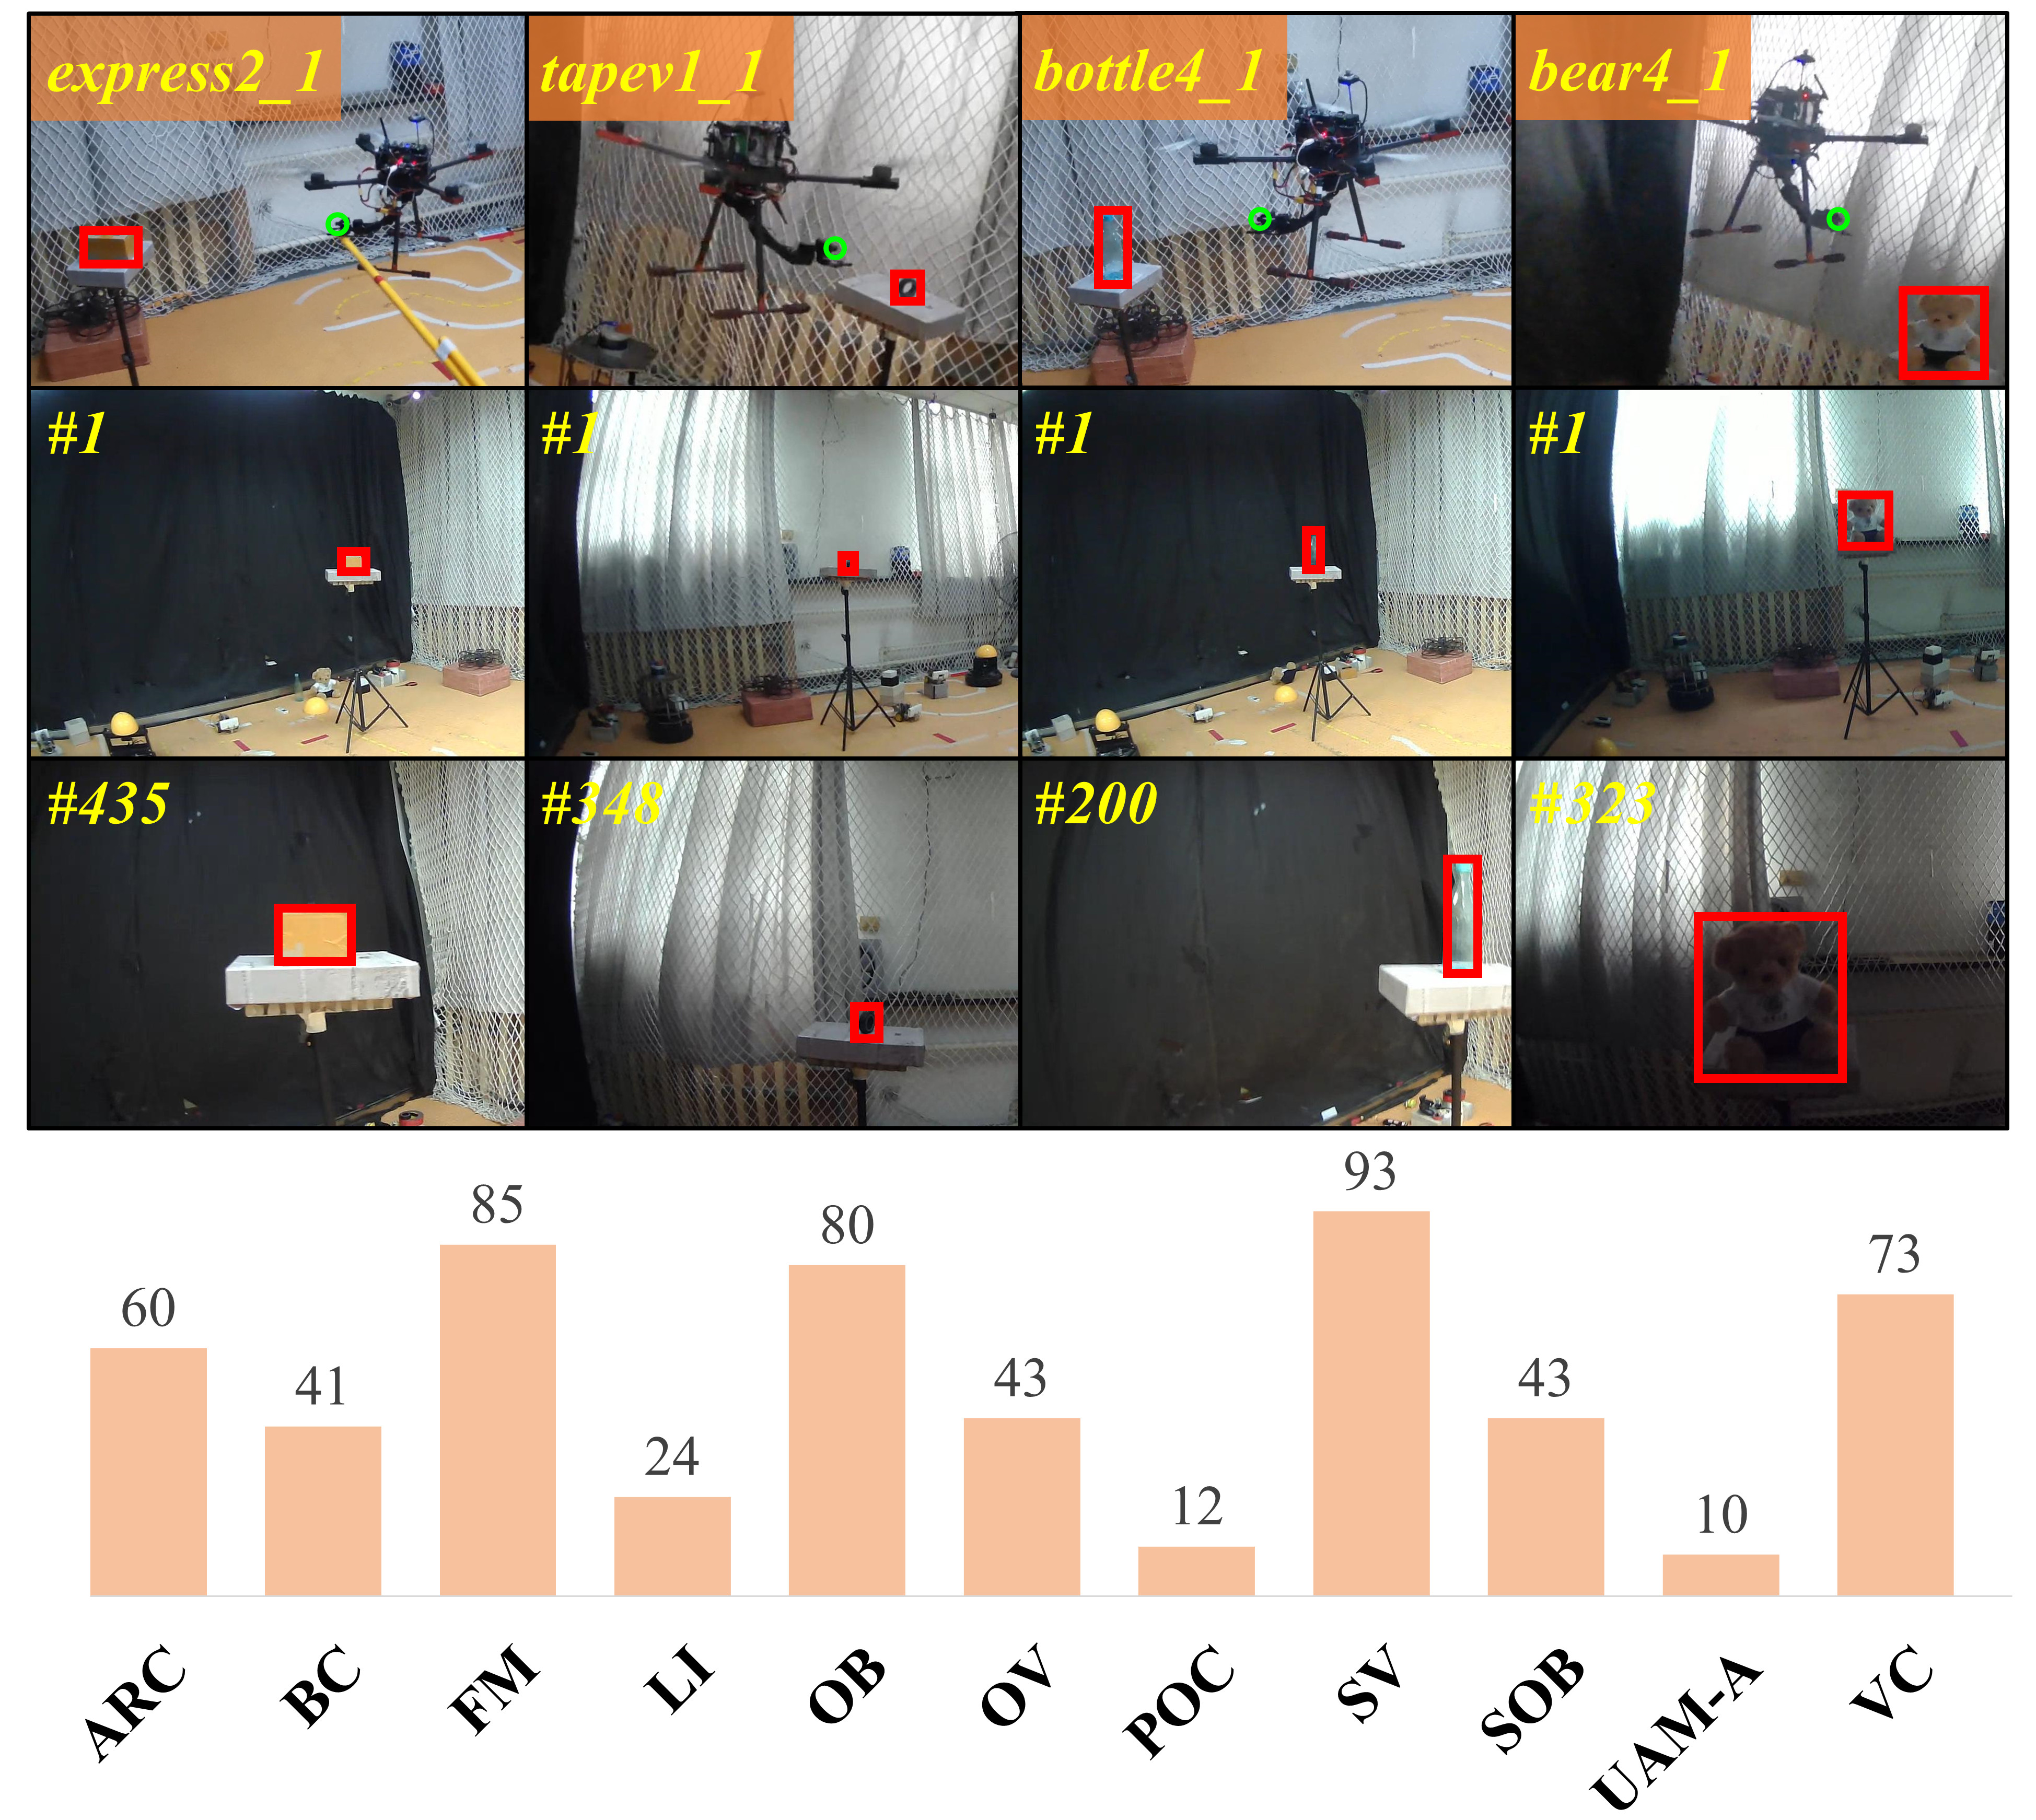 express2_1 tapev1_1 bottle4_1 bear4_1
#1 #1 #1 #1
#435 #348 #200 #323
93
85
80
73
60
43 43
41
24
12
10
ARC BC FM LI OB OV POC SV SOB UAM-A VC